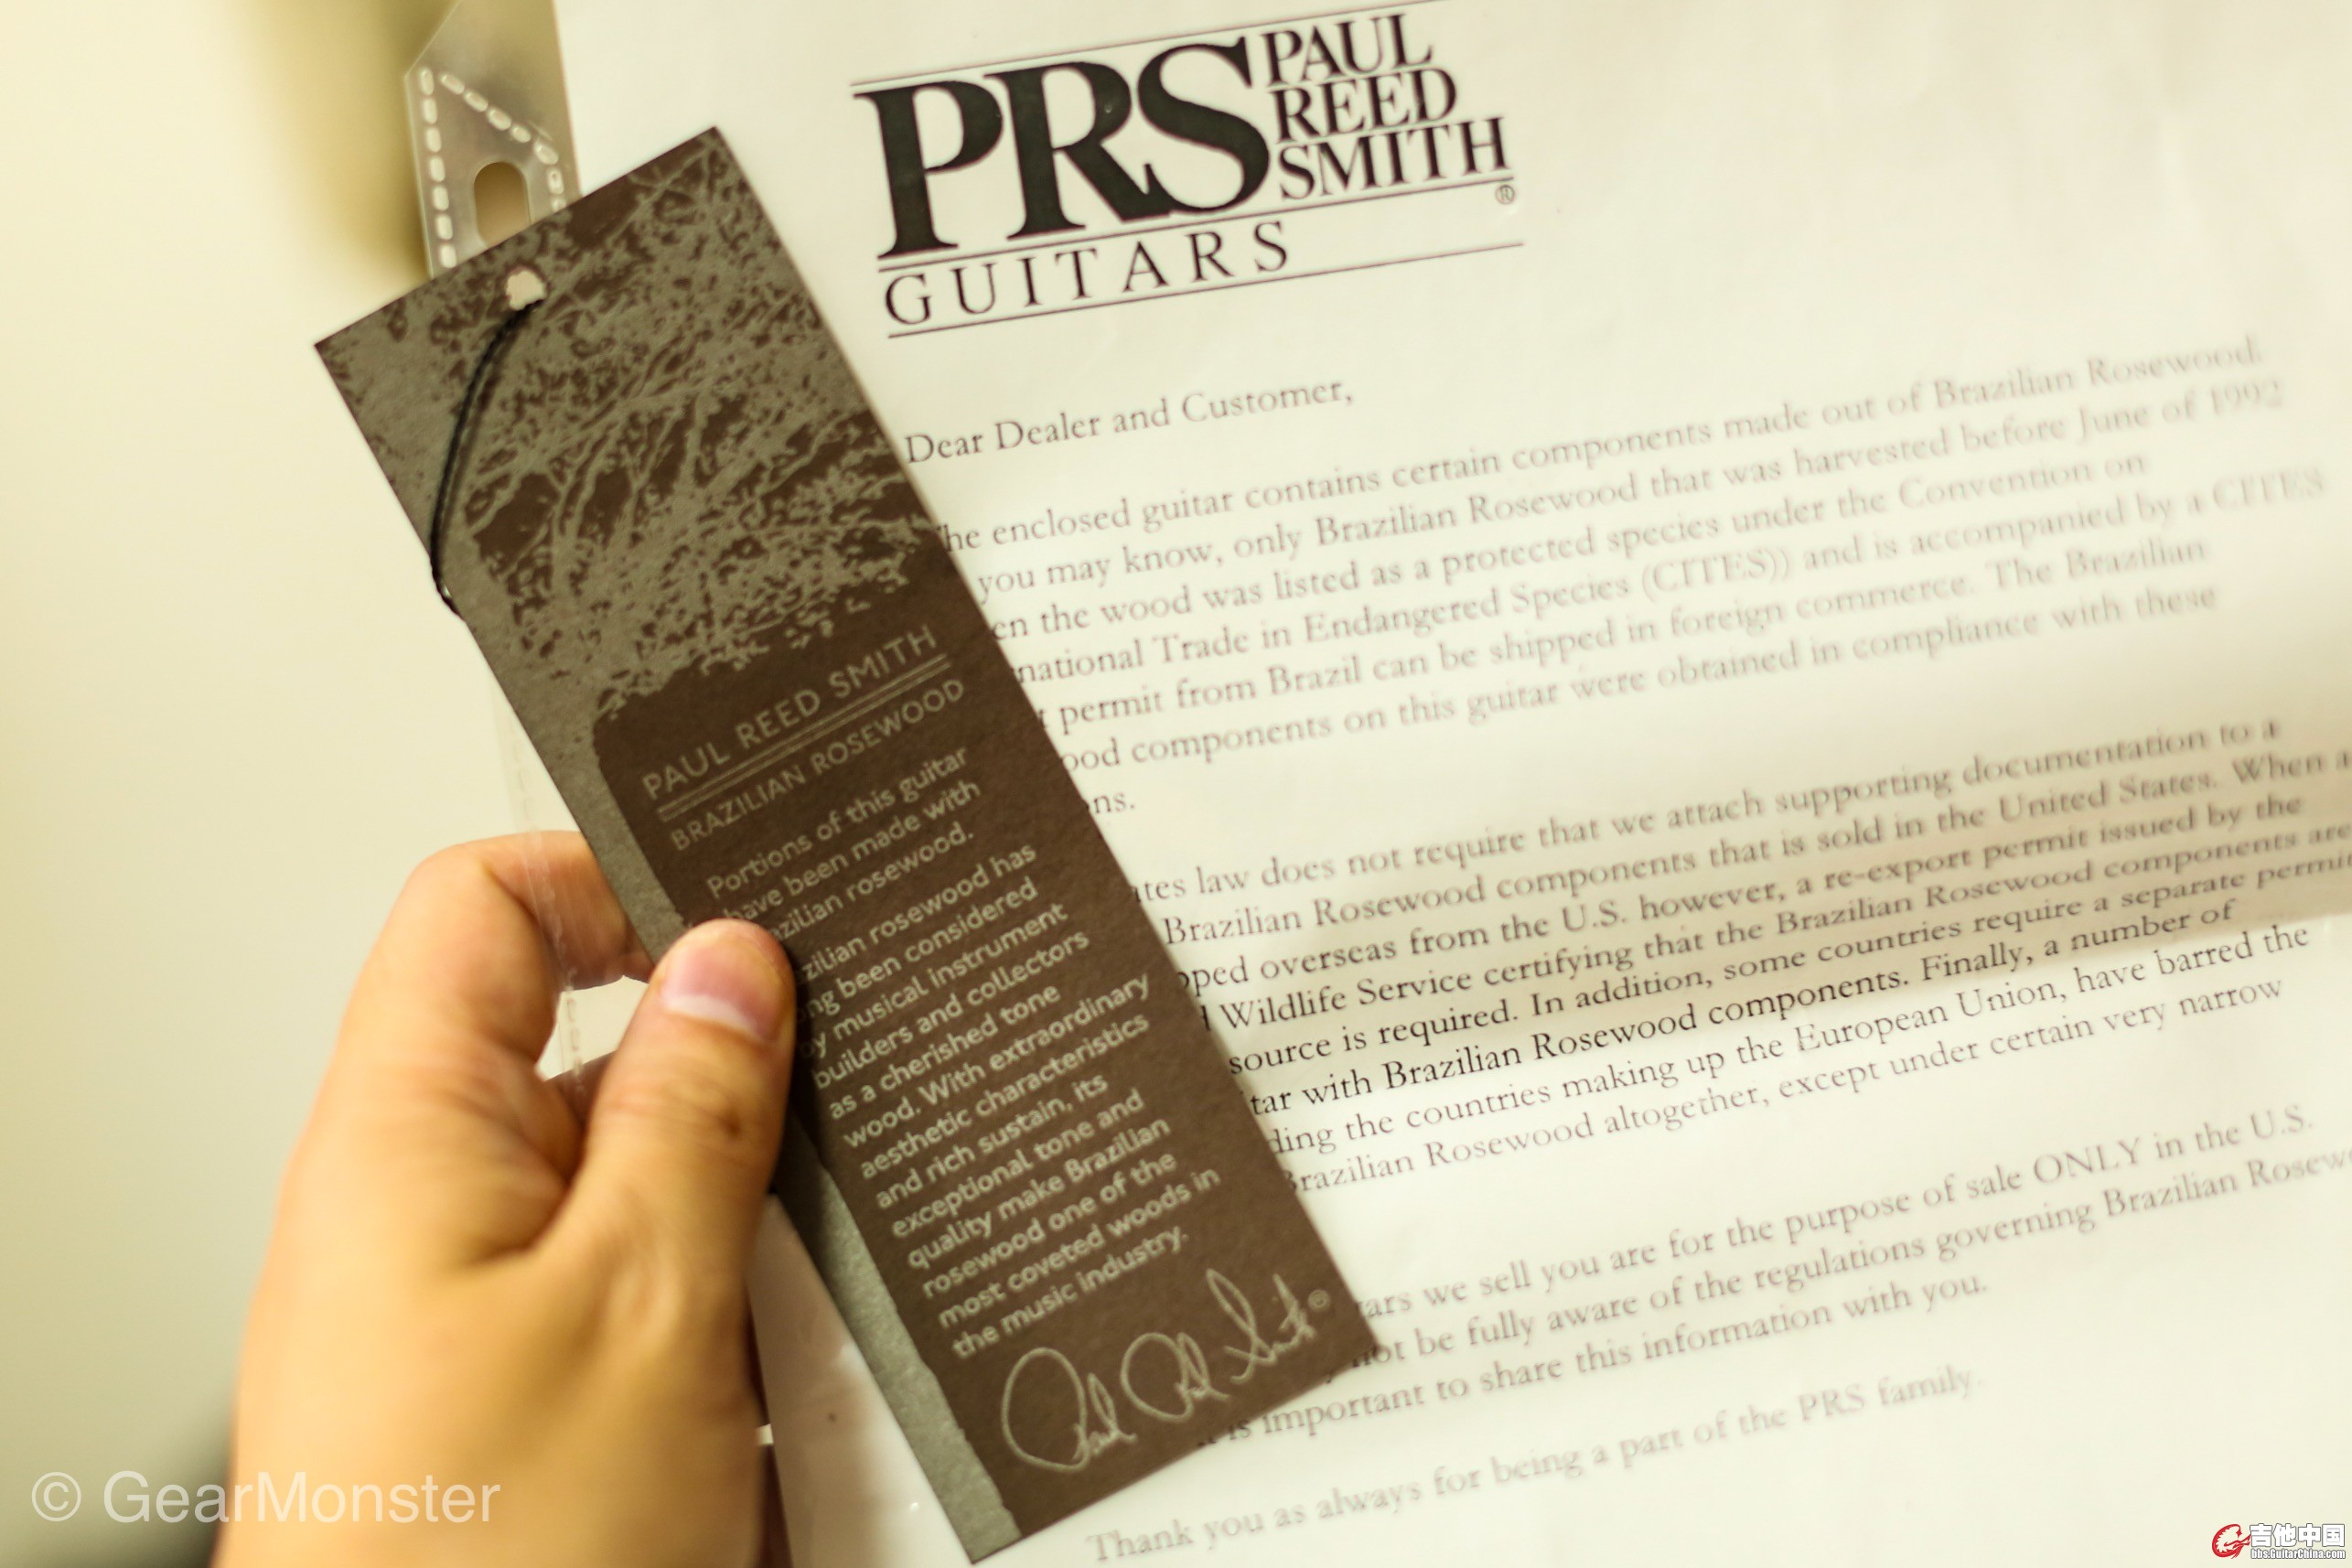 PRS PAUL
REED
SMITH
®
GUITARS
Dear Dealer and Customer,
he enclosed guitar contains certain components made out of Brazilian Rosewood.
you may know, only Brazilian Rosewood that was harvested before June of 1992
en the wood was listed as a protected species under the Convention on
national Trade in Endangered Species (CITES)) and is accompanied by a CITES
t permit from Brazil can be shipped in foreign commerce. The Brazilian
ood components on this guitar were obtained in compliance with these
ons.
ates law does not require that we attach supporting documentation to a
Brazilian Rosewood components that is sold in the United States. When a
pped overseas from the U.S. however, a re-export permit issued by the
d Wildlife Service certifying that the Brazilian Rosewood components are
source is required. In addition, some countries require a separate permit
tar with Brazilian Rosewood components. Finally, a number of
ding the countries making up the European Union, have barred the
Brazilian Rosewood altogether, except under certain very narrow
tars we sell you are for the purpose of sale ONLY in the U.S.
not be fully aware of the regulations governing Brazilian Rosew
is important to share this information with you.
Thank you as always for being a part of the PRS family.
PAUL REED SMITH
BRAZILIAN ROSEWOOD
Portions of this guitar
have been made with
azilian rosewood.
zilian rosewood has
ng been considered
by musical instrument
builders and collectors
as a cherished tone
wood. With extraordinary
aesthetic characteristics
and rich sustain, its
exceptional tone and
quality make Brazilian
rosewood one of the
most coveted woods in
the music industry.
Paul Reed Smith ®
© GearMonster
吉他中国
bbs.GuitarChina.com